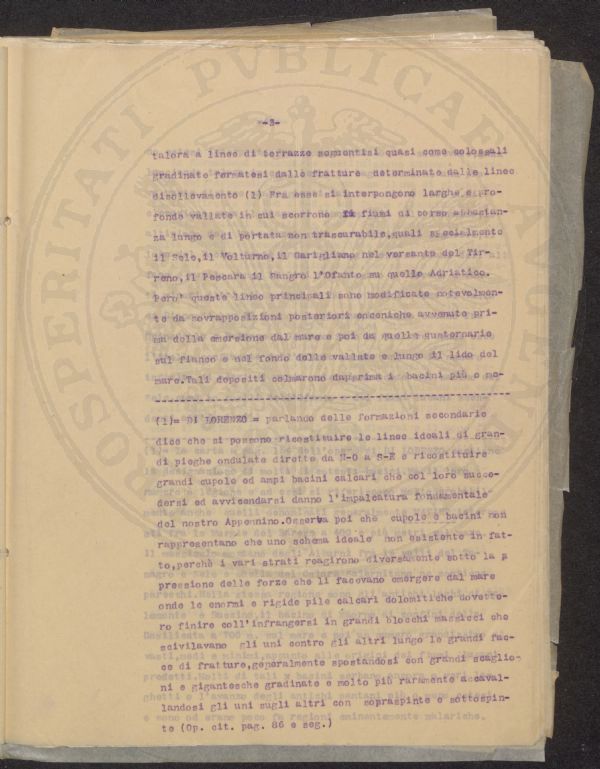 -3-
talora a linee di terrazze sormontisi quasi come colossali
gradinate formatesi dalle fratture determinate dalle linee
disollevamento (1) Fra esse si interpongono larghe e pro-
fonde vallate in cui scorrono fiumi di corso abbastan-
za lungo e di portata non trascurabile, quali specialmente
il Sele, il Volturno, il Garigliano nel versante del Tir-
reno, il Pescara il Sangro l'Ofanto su quello Adriatico.
Pero' queste linee principali sono modificate notevolmen-
te da sovrapposizioni posteriori eoceniche avvenute pri-
ma della emersione dal mare e poi da quelle quaternarie
sul fianco e nel fondo delle vallate e lungo il lido del
mare. Tali depositi colmarono dapprima i bacini più o me-
(1)= DI LORENZO = parlando delle formazioni secondarie
dice che si possono ricostituire le linee ideali di gran-
di pieghe ondulate dirette da N-O a S-E e ricostituire
grandi cupole ed ampi bacini calcari che col loro succe-
dersi ed avvicendarsi danno l'impalcatura fondamentale
del nostro Appennino. Osserva poi che cupole e bacini non
rappresentano che uno schema ideale non esistente in fat-
to, perchè i vari strati reagirono diversamente sotto la p
pressione delle forze che li facevano emergere dal mare
onde le enormi e rigide pile calcari dolomitiche dovette-
ro finire coll'infrangersi in grandi blocchi massicci che
scivilavano gli uni contro gli altri lungo le grandi fac-
ce di fratture, generalmente spostandosi con grandi scaglio-
ni e gigantesche gradinate e molto più raramente accaval-
landosi gli uni sugli altri con sopraspinte e sottospin-
te (Op. cit. pag. 86 e seg.)
PROSPERITATI PVBLICAE AVGENDAE